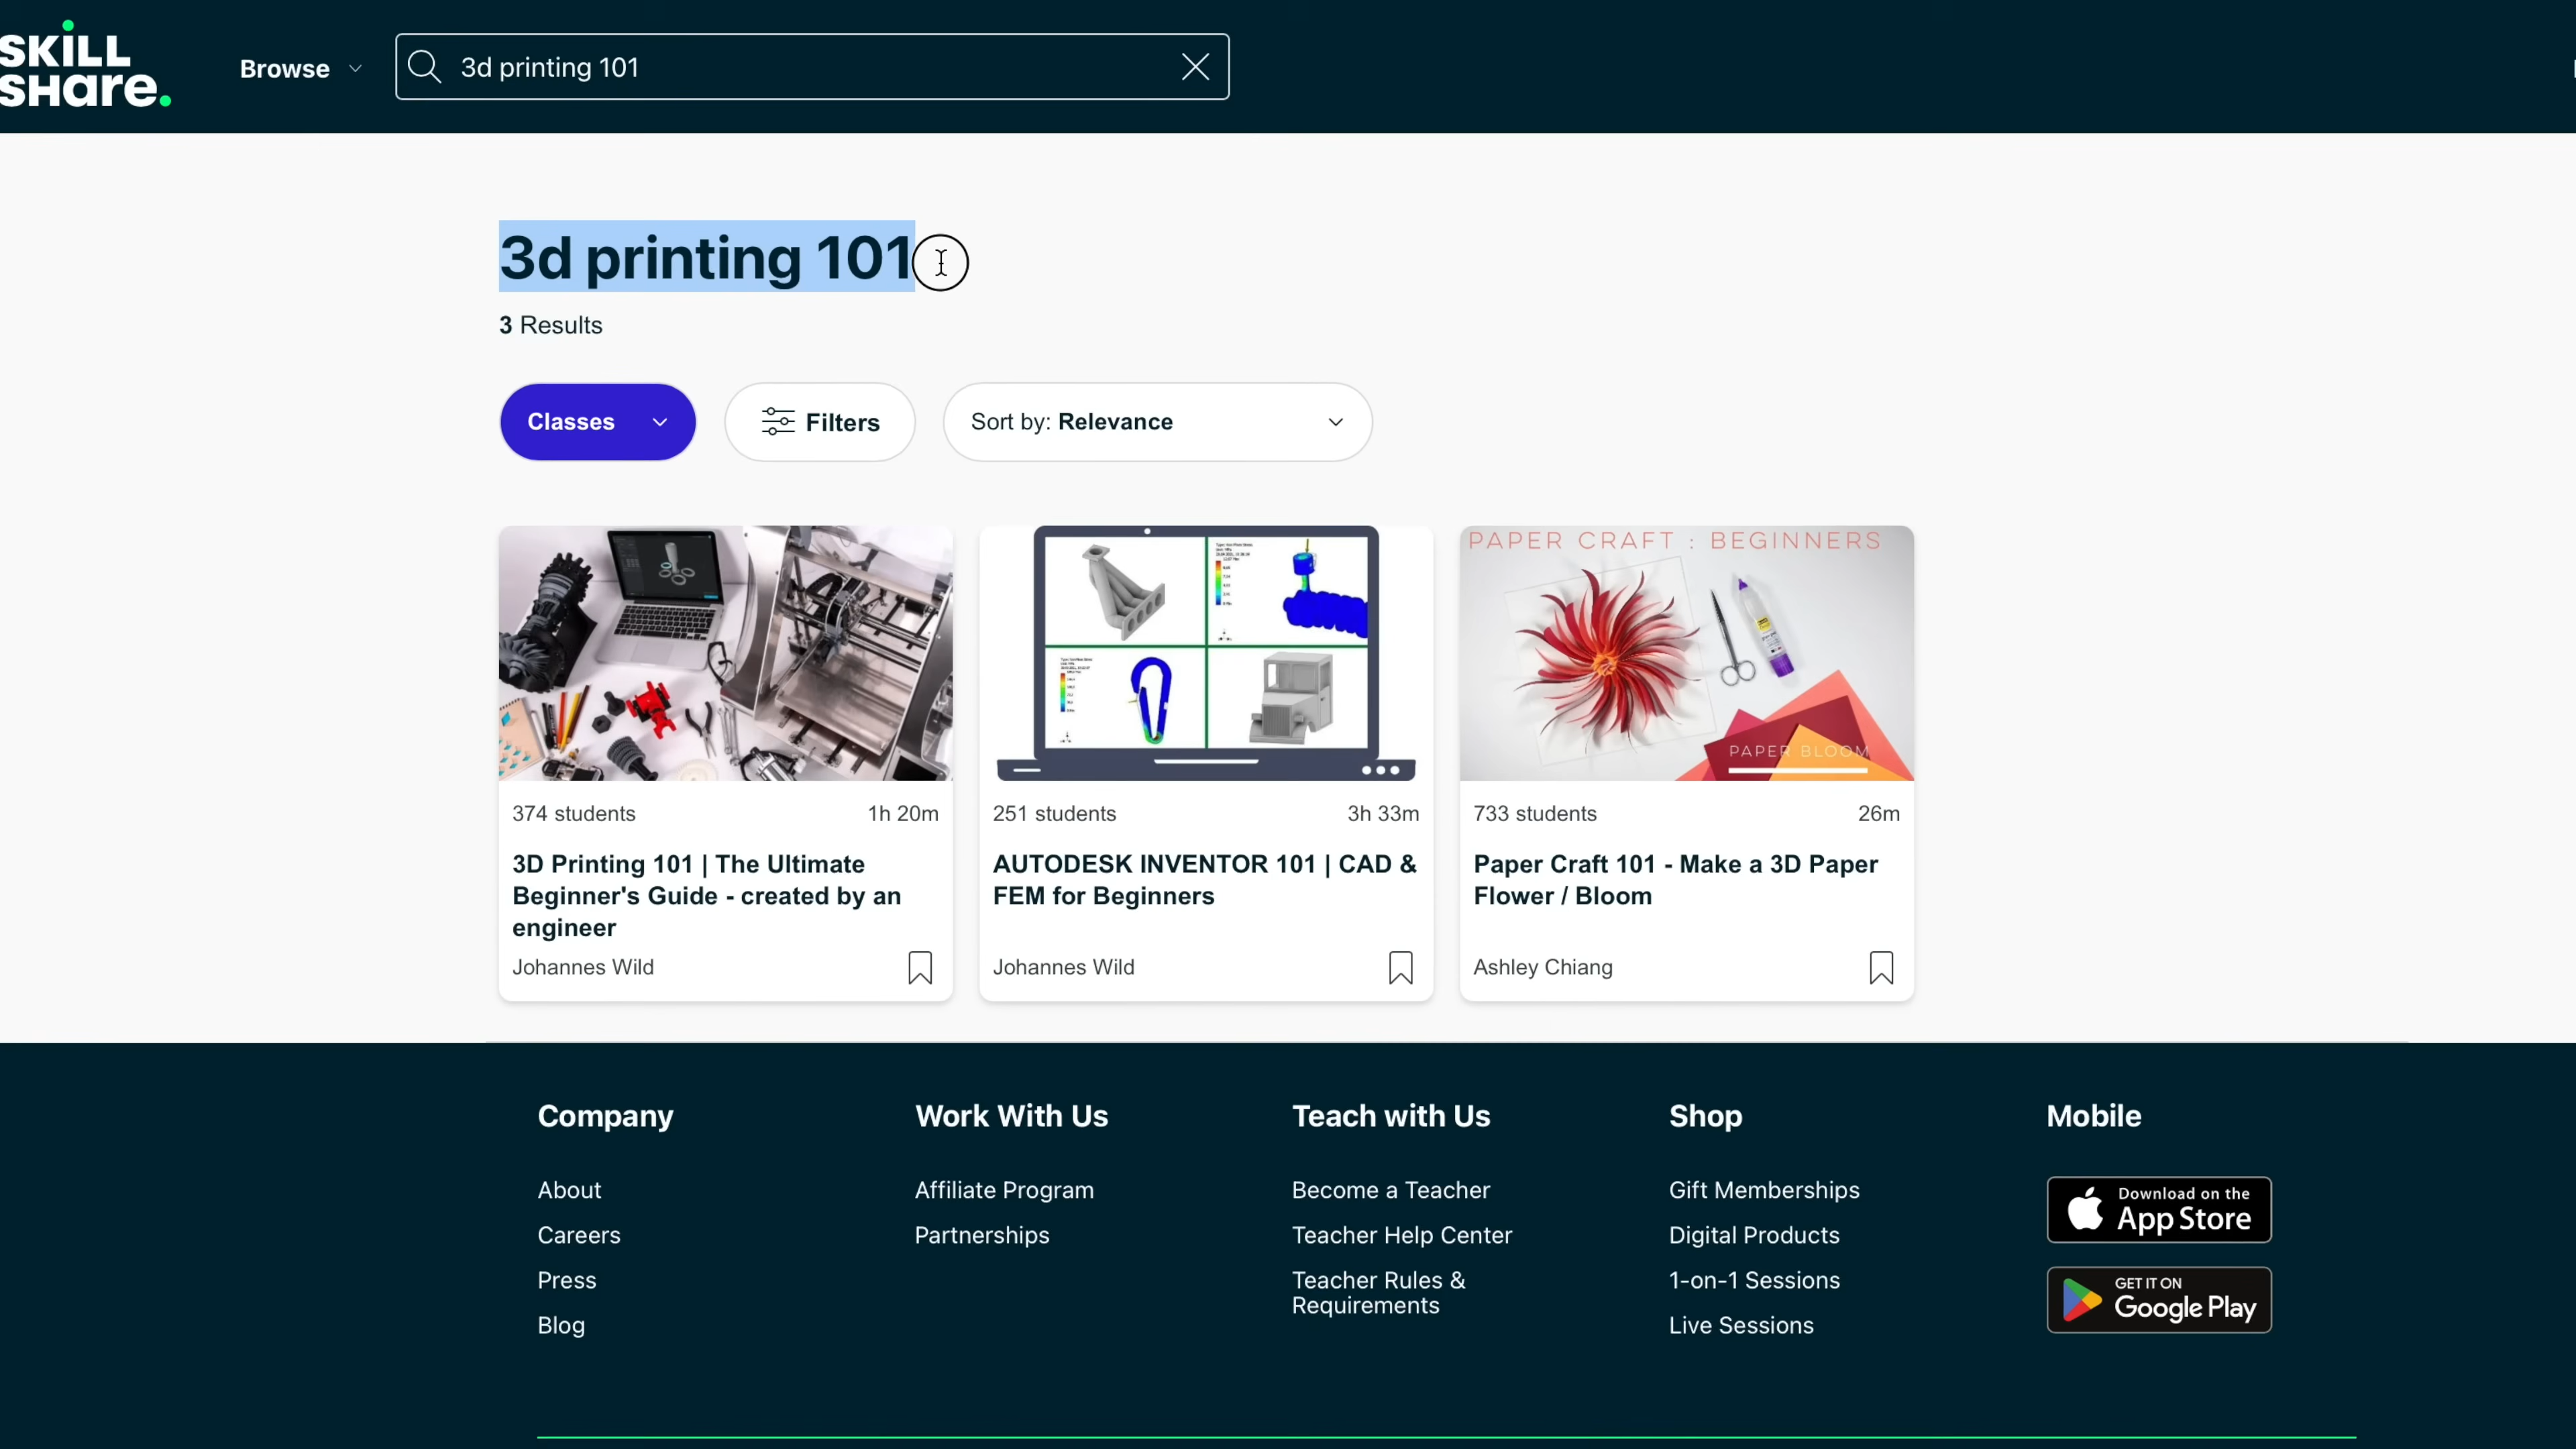 SKILL
SHare.
Browse
3d printing 101
3d printing 101
3 Results
Classes
Filters
Sort by: Relevance
PAPER CRAFT : BEGINNERS
PAPER BLOOM
374 students 1h 20m
251 students 3h 33m
733 students 26m
3D Printing 101 | The Ultimate
Beginner's Guide - created by an
engineer
Johannes Wild
AUTODESK INVENTOR 101 | CAD &
FEM for Beginners
Johannes Wild
Paper Craft 101 - Make a 3D Paper
Flower / Bloom
Ashley Chiang
Company
About
Careers
Press
Blog
Work With Us
Affiliate Program
Partnerships
Teach with Us
Become a Teacher
Teacher Help Center
Teacher Rules &
Requirements
Shop
Gift Memberships
Digital Products
1-on-1 Sessions
Live Sessions
Mobile
Download on the
App Store
GET IT ON
Google Play